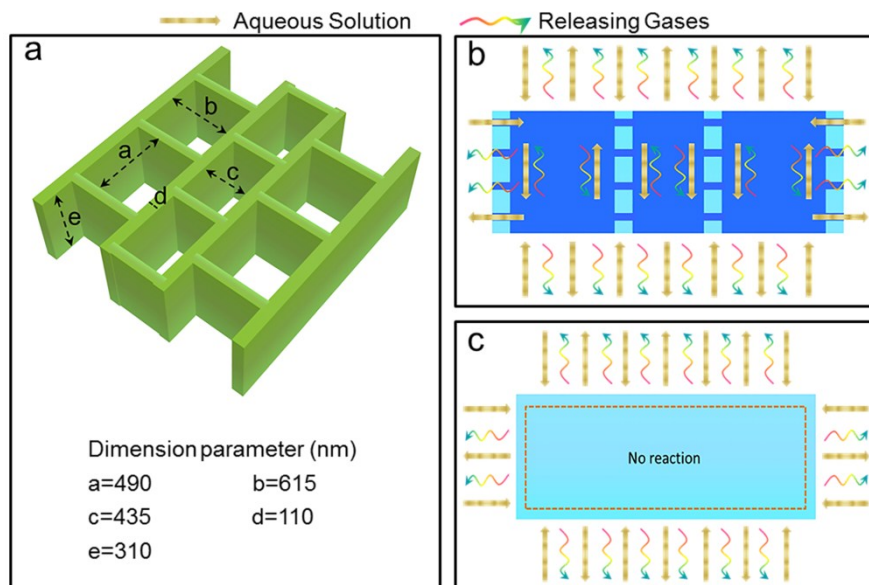 Aqueous Solution Releasing Gases
a
b
a
c
d
e
Dimension parameter (nm)
a=490 b=615
c=435 d=110
e=310
b
c
No reaction